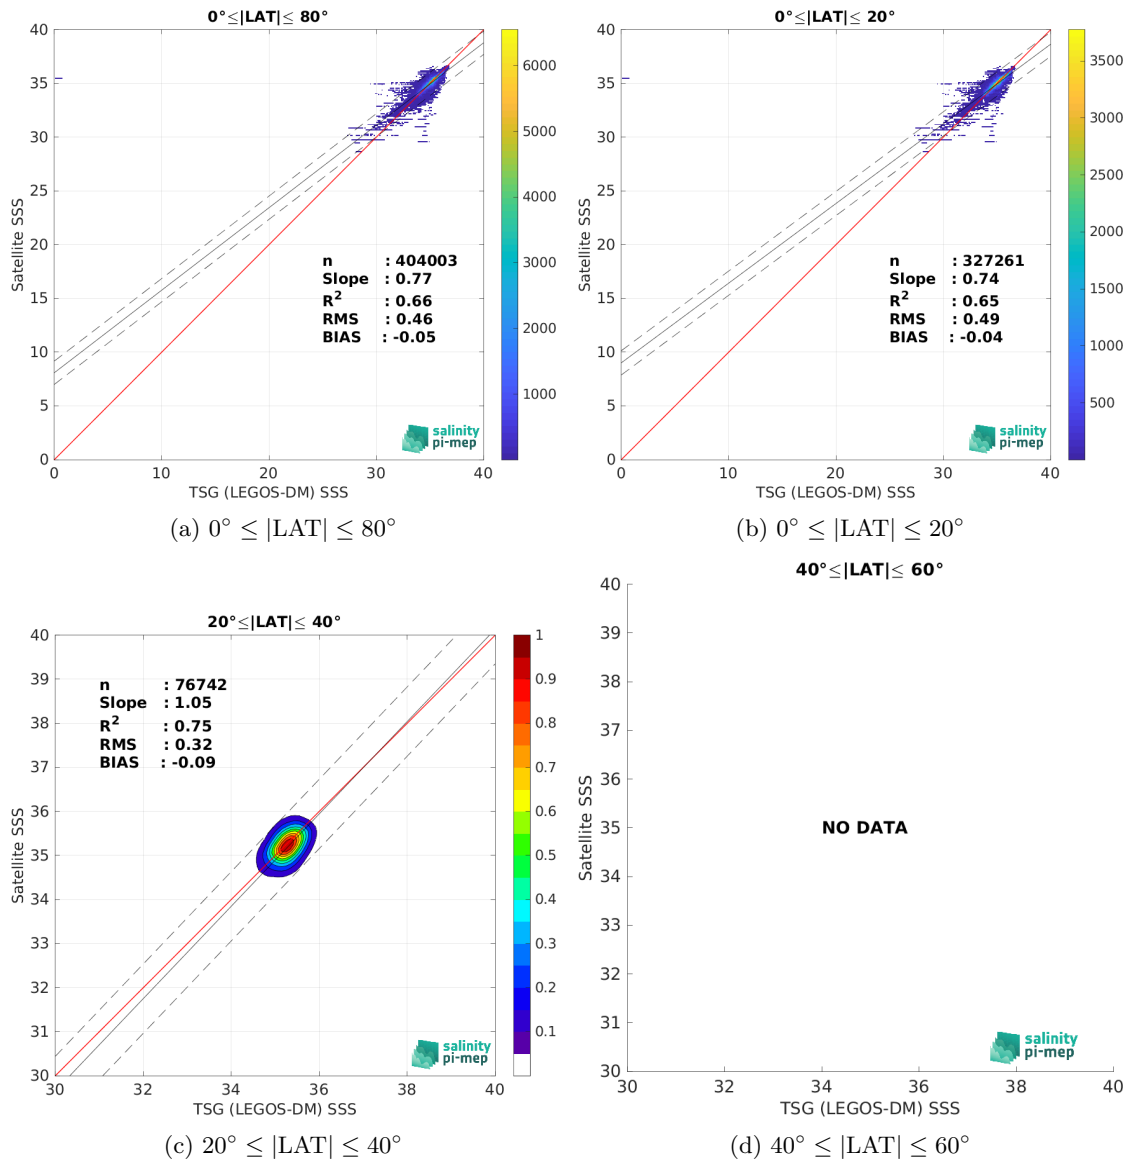 0°≤|LAT|≤ 80°
40
35
30
25
20
15
10
5
0
0
10
20
30
40
Satellite SSS
TSG (LEGOS-DM) SSS
n : 404003
Slope : 0.77
R2 : 0.66
RMS : 0.46
BIAS : -0.05
salinity
pi-mep
6000
5000
4000
3000
2000
1000
(a) 0° ≤ |LAT| ≤ 80°
0°≤|LAT|≤ 20°
40
35
30
25
20
15
10
5
0
0
10
20
30
40
Satellite SSS
TSG (LEGOS-DM) SSS
n : 327261
Slope : 0.74
R2 : 0.65
RMS : 0.49
BIAS : -0.04
salinity
pi-mep
3500
3000
2500
2000
1500
1000
500
(b) 0° ≤ |LAT| ≤ 20°
20°≤|LAT|≤ 40°
40
39
38
37
36
35
34
33
32
31
30
30
32
34
36
38
40
Satellite SSS
TSG (LEGOS-DM) SSS
n : 76742
Slope : 1.05
R2 : 0.75
RMS : 0.32
BIAS : -0.09
salinity
pi-mep
1
0.9
0.8
0.7
0.6
0.5
0.4
0.3
0.2
0.1
(c) 20° ≤ |LAT| ≤ 40°
40°≤|LAT|≤ 60°
40
39
38
37
36
35
34
33
32
31
30
30
32
34
36
38
40
Satellite SSS
TSG (LEGOS-DM) SSS
NO DATA
salinity
pi-mep
(d) 40° ≤ |LAT| ≤ 60°